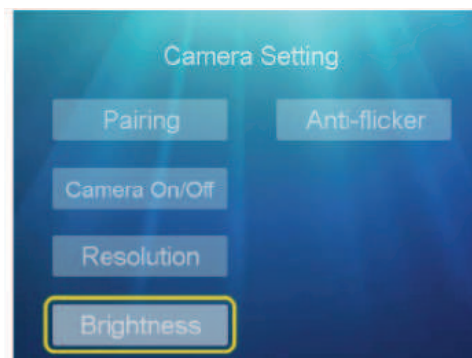 Camera Setting
Pairing
Anti-flicker
Camera On/Off
Resolution
Brightness